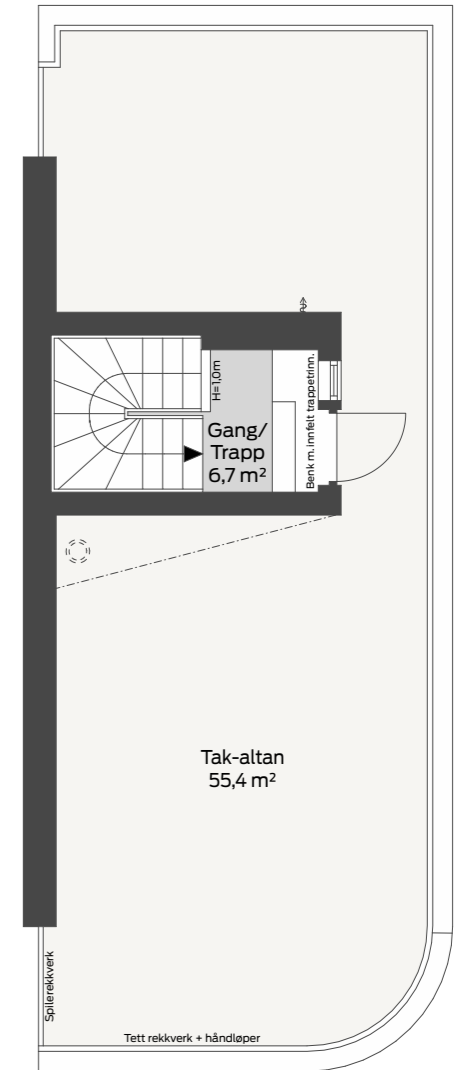 H=1,0m
Gang/
Trapp
6,7 m²
Benk m. innfelt trappetrinn.
Tak-altan
55,4 m²
Spilerekkverk
Tett rekkverk + håndløper